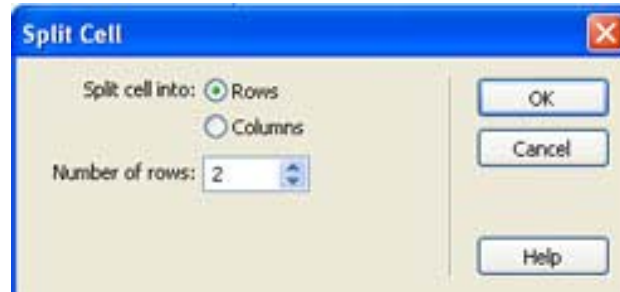 Split Cell
Split cell into: Rows
Columns
Number of rows: 2
OK
Cancel
Help